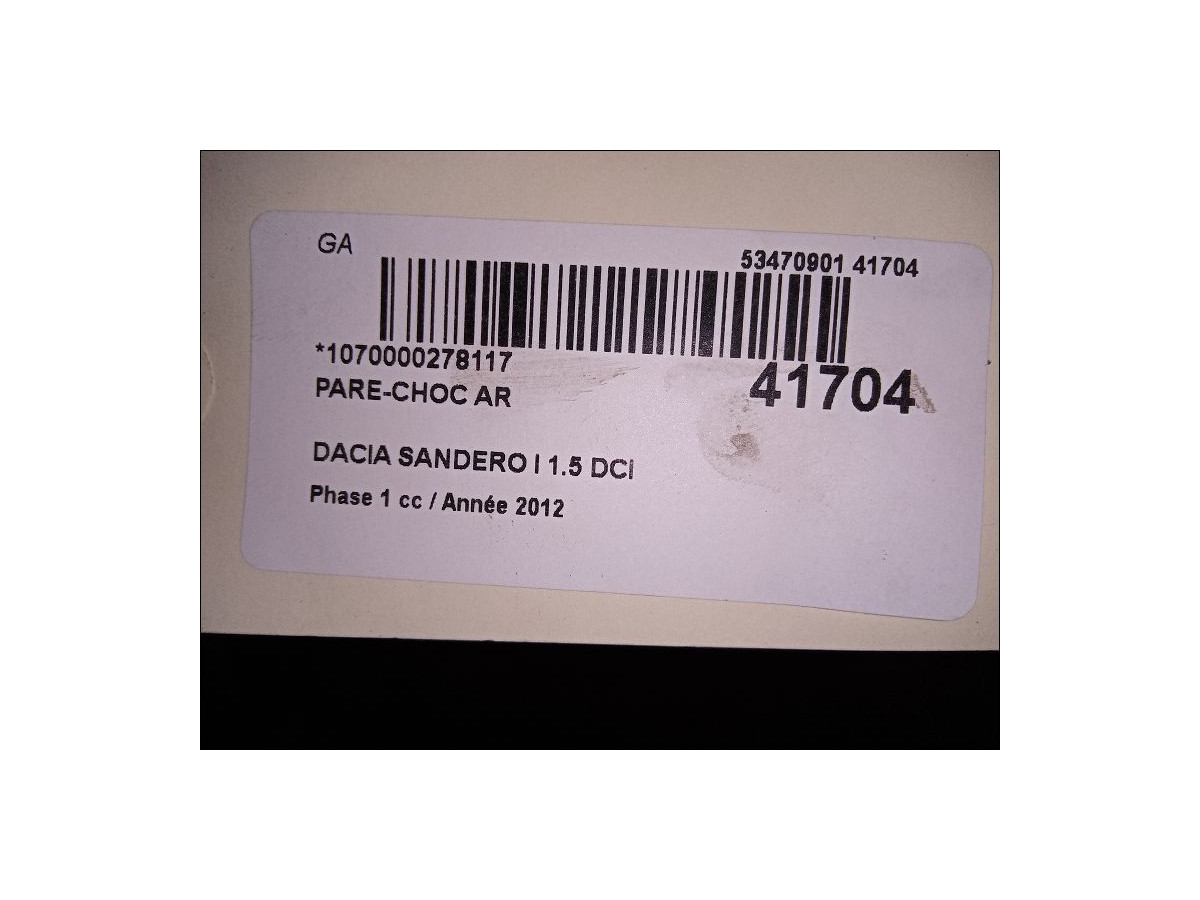 GA
53470901 41704
*1070000278117
41704
PARE-CHOC AR
DACIA SANDERO I 1.5 DCI
Phase 1 cc / Année 2012